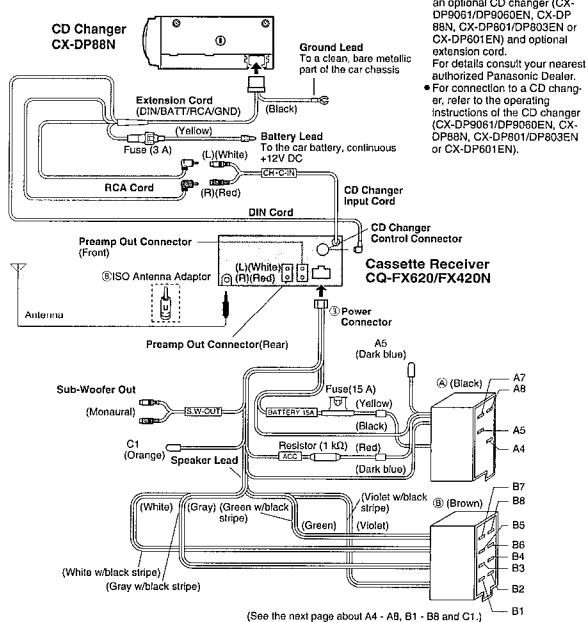 CD Changer
CX-DP88N
Ground Lead
To a clean, bare metallic
part of the car chassis
an optional CD changer (CX-
DP9061/DP9060EN, CX-DP
88N, CX-DP801/DP803EN or
CX-DP601EN) and optional
extension cord.
For details consult your nearest
authorized Panasonic Dealer.
● For connection to a CD chang-
er, refer to the operating
instructions of the CD changer
(CX-DP9061/DP9060EN, CX-
DP88N, CX-DP801/DP803EN
or CX-DP601EN).
Extension Cord
(DIN/BATT/RCA/GND)
(Black)
(Yellow)
Fuse (3 A)
Battery Lead
To the car battery, continuous
+12V DC
(L)(White)
CH-C-IN
RCA Cord
(R)(Red)
CD Changer
Input Cord
DIN Cord
CD Changer
Control Connector
Preamp Out Connector
(Front)
(L)(White)
(R)(Red)
Cassette Receiver
CQ-FX620/FX420N
⑤ISO Antenna Adaptor
Antenna
③ Power
Connector
Preamp Out Connector(Rear)
A5
(Dark blue)
Sub-Woofer Out
(Monaural)
S.W-OUT
Fuse(15 A)
BATTERY 15A
(Yellow)
(Black)
Ⓐ (Black)
A7
A8
A5
A4
C1
(Orange)
Resistor (1 kΩ)
ACC
(Red)
(Dark blue)
Speaker Lead
(White)
(Gray)
(Green w/black
stripe)
(Green)
(Violet w/black
stripe)
(Violet)
Ⓑ (Brown)
B7
B8
B5
B6
B4
B3
B2
B1
(White w/black stripe)
(Gray w/black stripe)
(See the next page about A4 - A8, B1 - B8 and C1.)